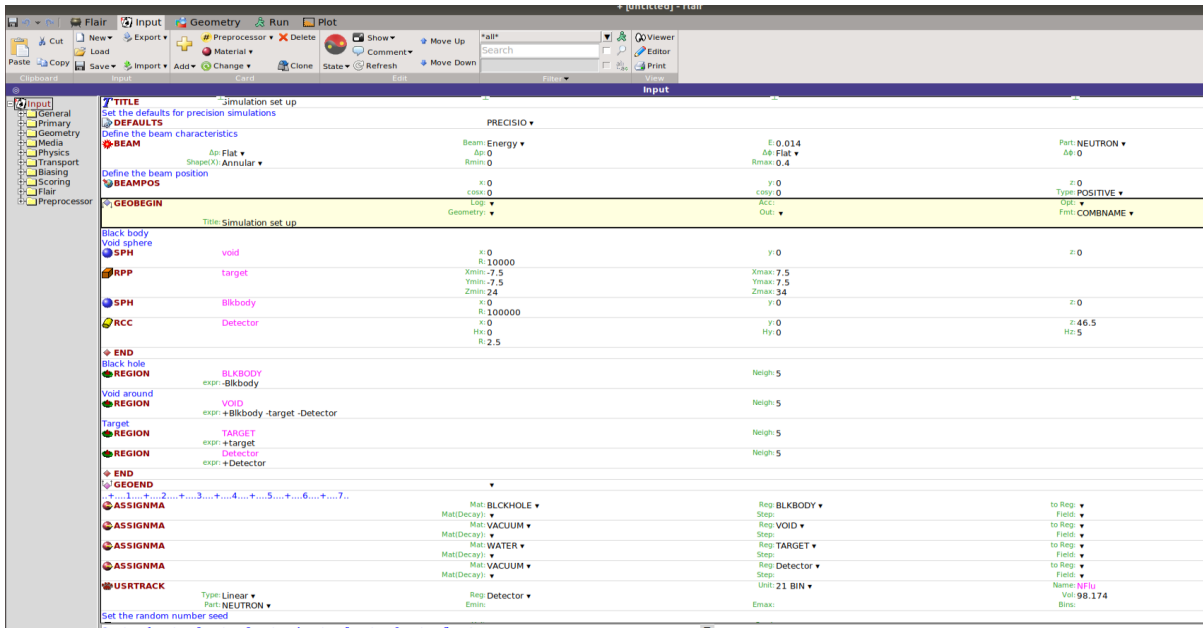 + [untitled] - flair
Flair Input Geometry Run Plot
Paste Cut Copy New▾ Load Save▾ Export▾ Import▾ Add▾ # Preprocessor ▾ Material ▾ Change ▾ Delete Clone State▾ Show▾ Comment▾ Refresh Move Up Move Down *all* Search Viewer Editor Print
Clipboard Input Card Edit Filter View
Input
Input
General
Primary
Geometry
Media
Physics
Transport
Biasing
Scoring
Flair
Preprocessor
TITLE Simulation set up
Set the defaults for precision simulations
DEFAULTS PRECISIO ▾
Define the beam characteristics
BEAM Beam: Energy ▾ E: 0.014 Part: NEUTRON ▾
Δp: Flat ▾ Δp: 0 Δϕ: Flat ▾ Δϕ: 0
Shape(X): Annular ▾ Rmin: 0 Rmax: 0.4
Define the beam position
BEAMPOS x: 0 y: 0 z: 0
cosx: 0 cosy: 0 Type: POSITIVE ▾
GEOBEGIN Log: ▾ Acc: Opt: ▾
Geometry: ▾ Out: ▾ Fmt: COMBNAME ▾
Title: Simulation set up
Black body
Void sphere
SPH void x: 0 y: 0 z: 0
R: 10000
RPP target Xmin: -7.5 Xmax: 7.5
Ymin: -7.5 Ymax: 7.5
Zmin: 24 Zmax: 34
SPH Blkbody x: 0 y: 0 z: 0
R: 100000
RCC Detector x: 0 y: 0 z: 46.5
Hx: 0 Hy: 0 Hz: 5
R: 2.5
END
Black hole
REGION BLKBODY Neigh: 5
expr: -Blkbody
Void around
REGION VOID Neigh: 5
expr: +Blkbody -target -Detector
Target
REGION TARGET Neigh: 5
expr: +target
REGION Detector Neigh: 5
expr: +Detector
END
GEOEND ▾
..+....1....+....2....+....3....+....4....+....5....+....6....+....7..
ASSIGNMA Mat: BLCKHOLE ▾ Reg: BLKBODY ▾ to Reg: ▾
Mat(Decay): ▾ Step: Field: ▾
ASSIGNMA Mat: VACUUM ▾ Reg: VOID ▾ to Reg: ▾
Mat(Decay): ▾ Step: Field: ▾
ASSIGNMA Mat: WATER ▾ Reg: TARGET ▾ to Reg: ▾
Mat(Decay): ▾ Step: Field: ▾
ASSIGNMA Mat: VACUUM ▾ Reg: Detector ▾ to Reg: ▾
Mat(Decay): ▾ Step: Field: ▾
USRTRACK Unit: 21 BIN ▾ Name: NFlu
Type: Linear ▾ Reg: Detector ▾ Vol: 98.174
Part: NEUTRON ▾ Emin: Emax: Bins:
Set the random number seed